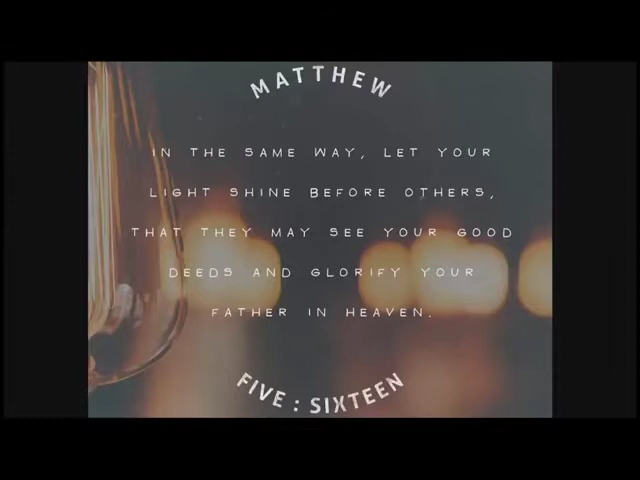 MATTHEW
IN THE SAME WAY, LET YOUR
LIGHT SHINE BEFORE OTHERS,
THAT THEY MAY SEE YOUR GOOD
DEEDS AND GLORIFY YOUR
FATHER IN HEAVEN.
FIVE : SIXTEEN